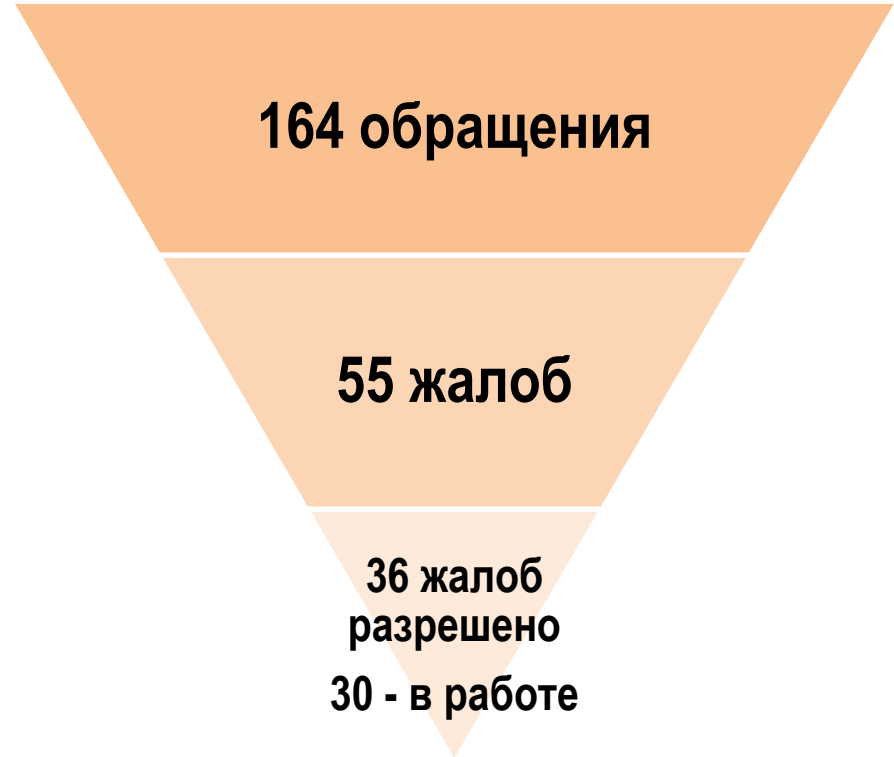 164 обращения
55 жалоб
36 жалоб
разрешено
30 - в работе